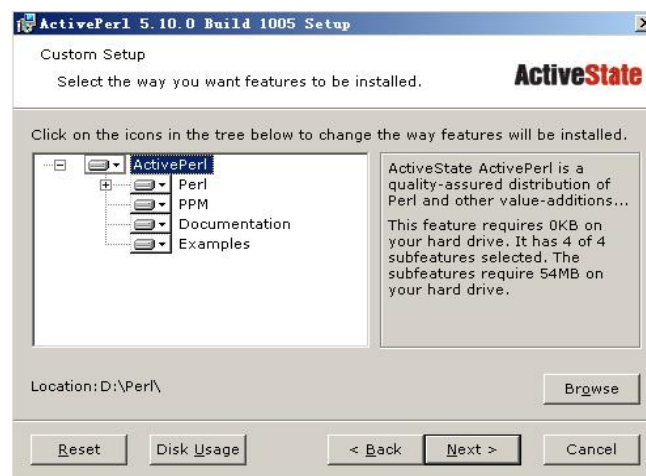 ActivePerl 5.10.0 Build 1005 Setup
Custom Setup
Select the way you want features to be installed.
ActiveState
Click on the icons in the tree below to change the way features will be installed.
ActivePerl
Perl
PPM
Documentation
Examples
ActiveState ActivePerl is a
quality-assured distribution of
Perl and other value-additions...
This feature requires 0KB on
your hard drive. It has 4 of 4
subfeatures selected. The
subfeatures require 54MB on
your hard drive.
Location: D:\Perl\
Browse
Reset
Disk Usage
< Back
Next >
Cancel